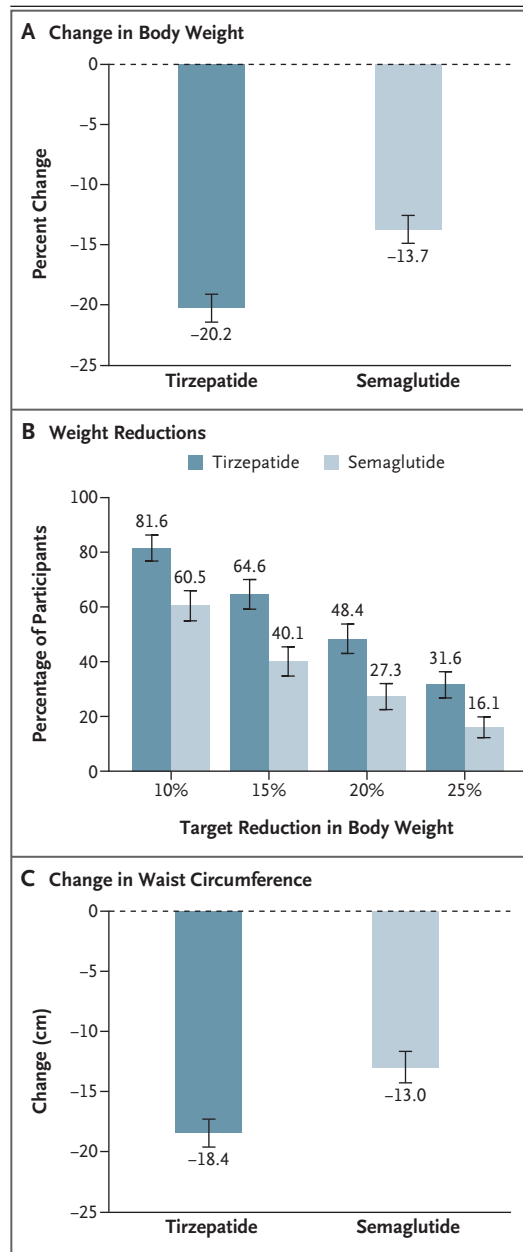 A Change in Body Weight
0
−5
−10
−15
−20
−25
Percent Change
−20.2
−13.7
Tirzepatide Semaglutide
B Weight Reductions
Tirzepatide Semaglutide
100
80
60
40
20
0
Percentage of Participants
81.6
60.5
64.6
40.1
48.4
27.3
31.6
16.1
10% 15% 20% 25%
Target Reduction in Body Weight
C Change in Waist Circumference
0
−5
−10
−15
−20
−25
Change (cm)
−18.4
−13.0
Tirzepatide Semaglutide